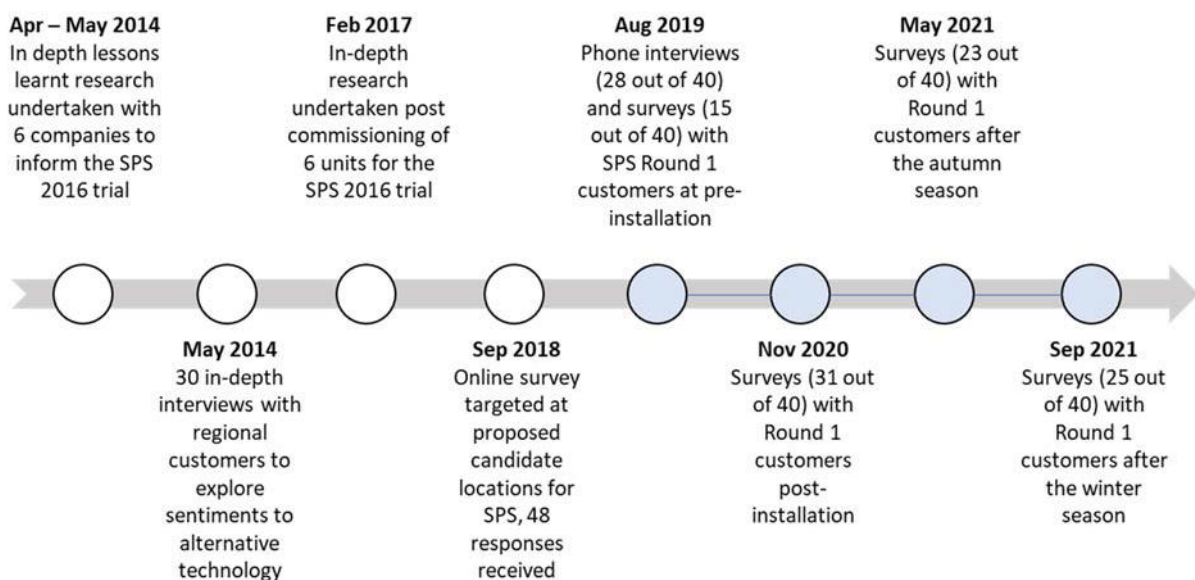 Apr – May 2014
In depth lessons
learnt research
undertaken with
6 companies to
inform the SPS
2016 trial
Feb 2017
In-depth
research
undertaken post
commissioning of
6 units for the
SPS 2016 trial
Aug 2019
Phone interviews
(28 out of 40)
and surveys (15
out of 40) with
SPS Round 1
customers at pre-
installation
May 2021
Surveys (23 out
of 40) with
Round 1
customers after
the autumn
season
May 2014
30 in-depth
interviews with
regional
customers to
explore
sentiments to
alternative
technology
Sep 2018
Online survey
targeted at
proposed
candidate
locations for
SPS, 48
responses
received
Nov 2020
Surveys (31 out
of 40) with
Round 1
customers
post-
installation
Sep 2021
Surveys (25 out
of 40) with
Round 1
customers after
the winter
season